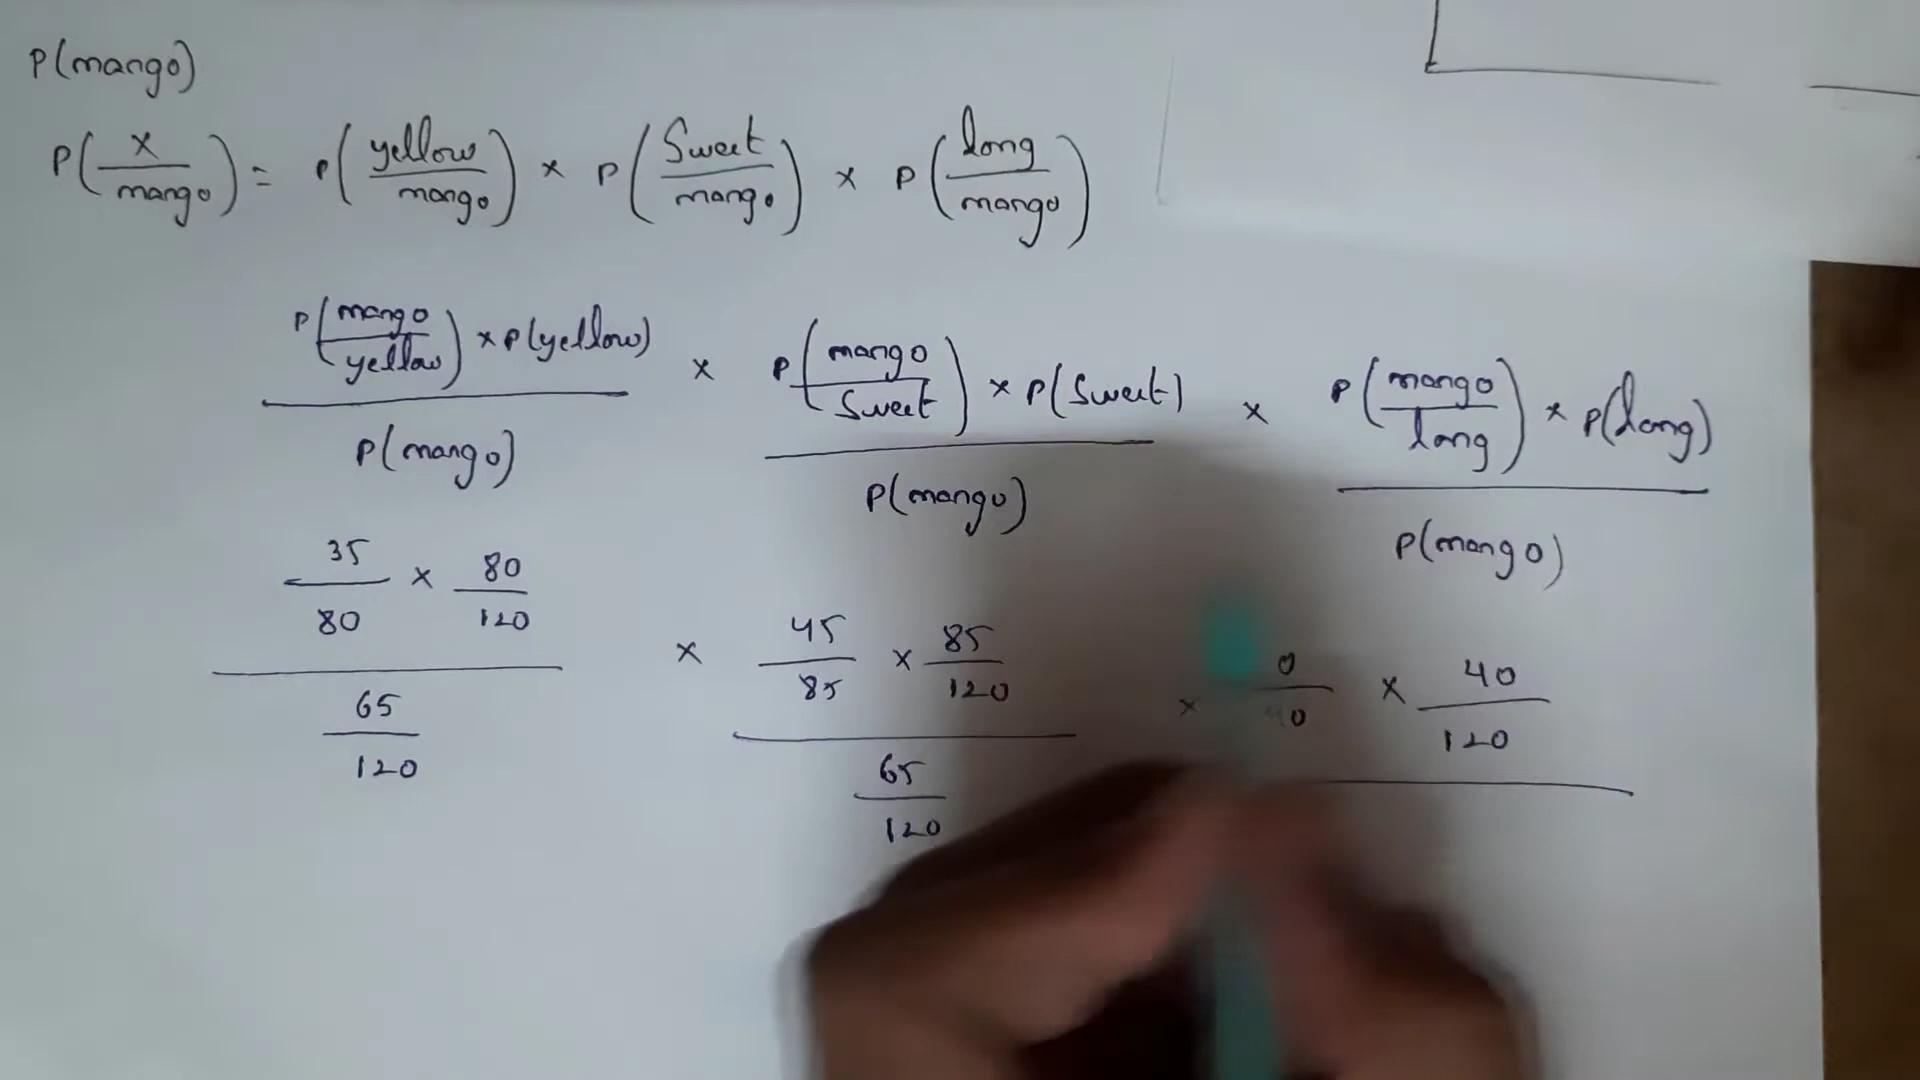 P(mango)
P(x/mango) = P(yellow/mango) × P(Sweet/mango) × P(long/mango)
P(mango/yellow) × P(yellow) / P(mango) × P(mango/Sweet) × P(Sweet) / P(mango) × P(mango/long) × P(long) / P(mango)
35/80 × 80/120 / 65/120 × 45/85 × 85/120 / 65/120 × 0/40 × 40/120